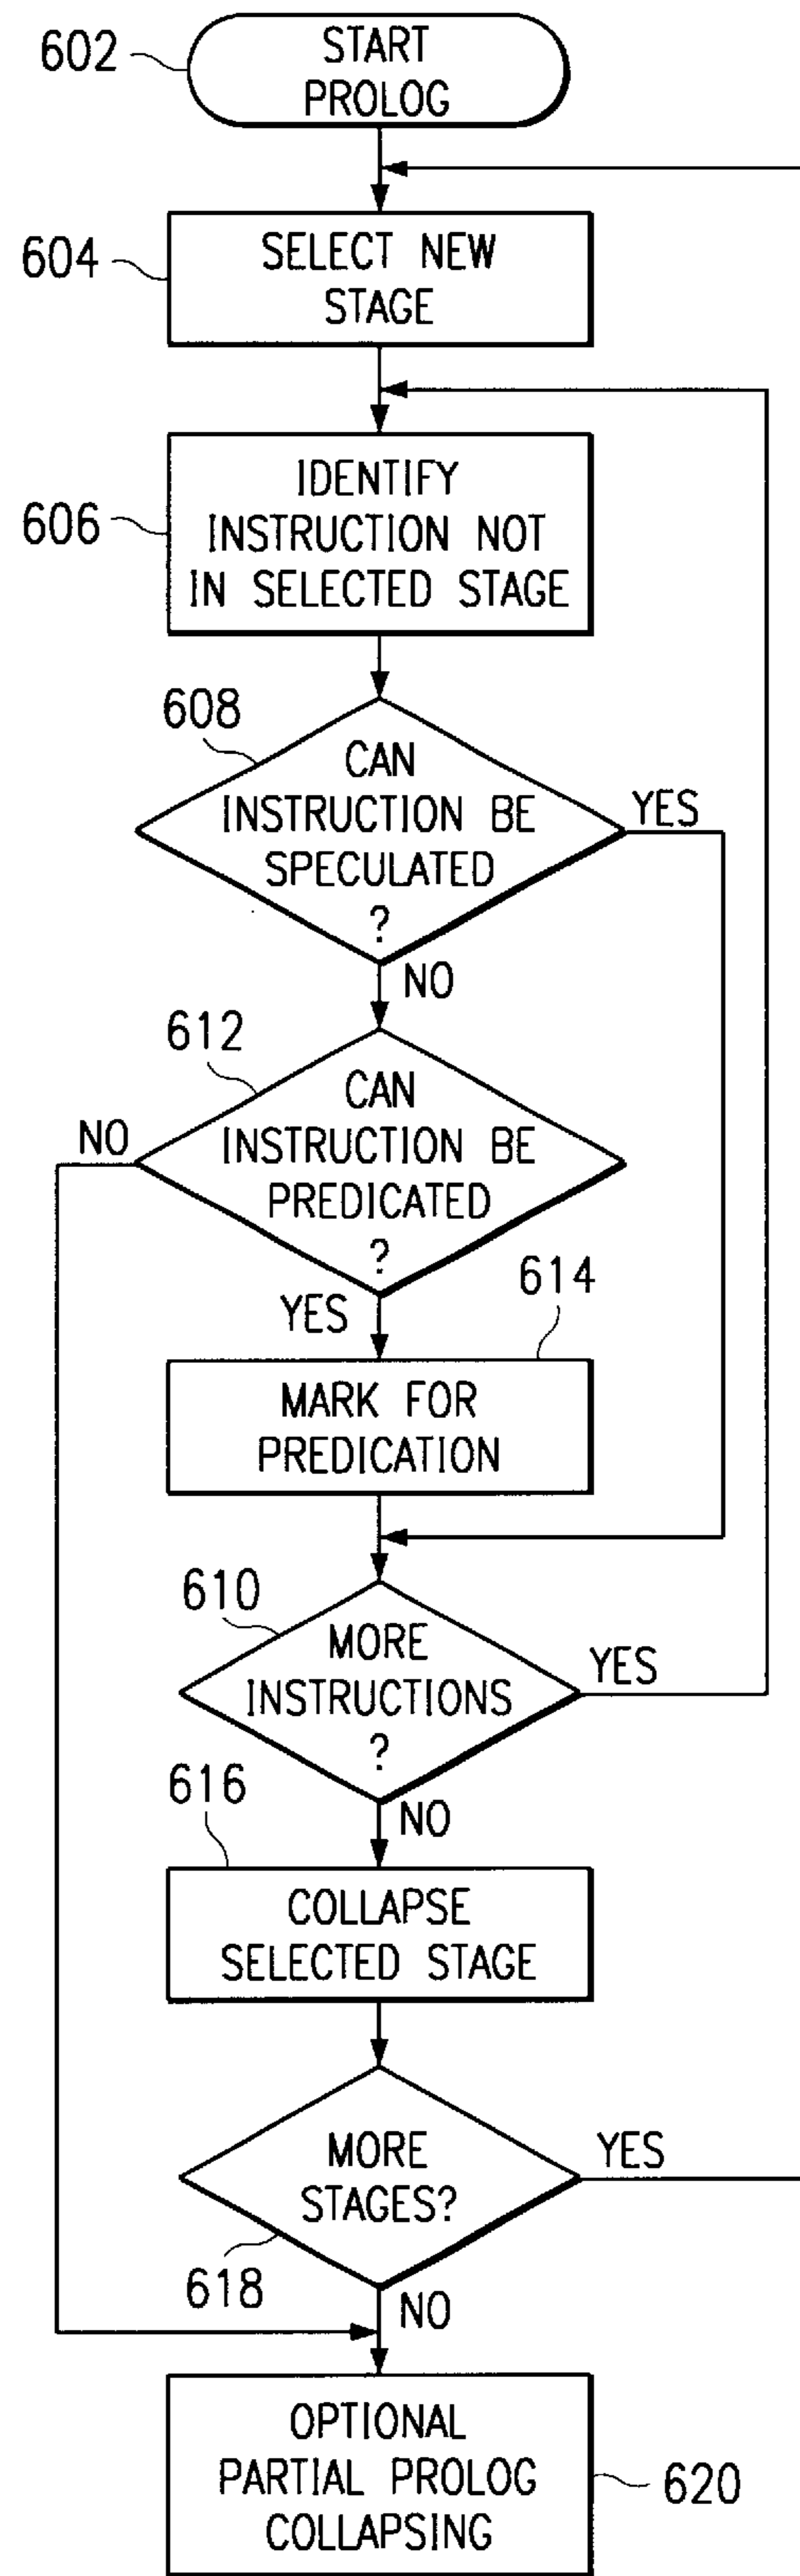 602
START
PROLOG
604
SELECT NEW
STAGE
606
IDENTIFY
INSTRUCTION NOT
IN SELECTED STAGE
608
CAN
INSTRUCTION BE
SPECULATED
?
YES
NO
612
CAN
INSTRUCTION BE
PREDICATED
?
NO
YES
614
MARK FOR
PREDICATION
610
MORE
INSTRUCTIONS
?
YES
NO
616
COLLAPSE
SELECTED STAGE
MORE
STAGES?
YES
618
NO
OPTIONAL
PARTIAL PROLOG
COLLAPSING
620